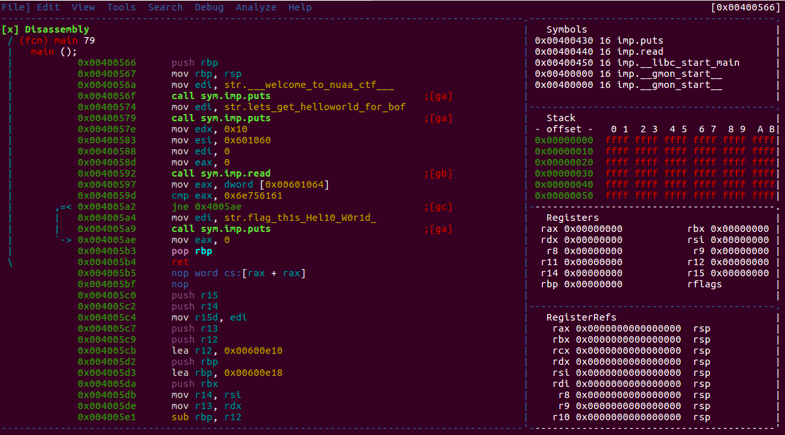 File] Edit View Tools Search Debug Analyze Help [0x00400566]
[x] Disassembly
/ (fcn) main 79
| main ();
| 0x00400566 push rbp
| 0x00400567 mov rbp, rsp
| 0x0040056a mov edi, str.___welcome_to_nuaa_ctf___
| 0x0040056f call sym.imp.puts ;[ga]
| 0x00400574 mov edi, str.lets_get_helloworld_for_bof
| 0x00400579 call sym.imp.puts ;[ga]
| 0x0040057e mov edx, 0x10
| 0x00400583 mov esi, 0x601060
| 0x00400588 mov edi, 0
| 0x0040058d mov eax, 0
| 0x00400592 call sym.imp.read ;[gb]
| 0x00400597 mov eax, dword [0x00601064]
| 0x0040059d cmp eax, 0x6e756161
| ,=< 0x004005a2 jne 0x4005ae ;[gc]
| | 0x004005a4 mov edi, str.flag_th1s_Hel10_W0r1d_
| | 0x004005a9 call sym.imp.puts ;[ga]
| `-> 0x004005ae mov eax, 0
| 0x004005b3 pop rbp
\ 0x004005b4 ret
0x004005b5 nop word cs:[rax + rax]
0x004005bf nop
0x004005c0 push r15
0x004005c2 push r14
0x004005c4 mov r15d, edi
0x004005c7 push r13
0x004005c9 push r12
0x004005cb lea r12, 0x00600e10
0x004005d2 push rbp
0x004005d3 lea rbp, 0x00600e18
0x004005da push rbx
0x004005db mov r14, rsi
0x004005de mov r13, rdx
0x004005e1 sub rbp, r12
Symbols
0x00400430 16 imp.puts
0x00400440 16 imp.read
0x00400450 16 imp.__libc_start_main
0x00400000 16 imp.__gmon_start__
0x00400000 16 imp.__gmon_start__
Stack
- offset - 0 1 2 3 4 5 6 7 8 9 A B
0x00000000 ffff ffff ffff ffff ffff ffff
0x00000010 ffff ffff ffff ffff ffff ffff
0x00000020 ffff ffff ffff ffff ffff ffff
0x00000030 ffff ffff ffff ffff ffff ffff
0x00000040 ffff ffff ffff ffff ffff ffff
0x00000050 ffff ffff ffff ffff ffff ffff
Registers
rax 0x00000000 rbx 0x00000000
rdx 0x00000000 rsi 0x00000000
r8 0x00000000 r9 0x00000000
r11 0x00000000 r12 0x00000000
r14 0x00000000 r15 0x00000000
rbp 0x00000000 rflags
RegisterRefs
rax 0x0000000000000000 rsp
rbx 0x0000000000000000 rsp
rcx 0x0000000000000000 rsp
rdx 0x0000000000000000 rsp
rsi 0x0000000000000000 rsp
rdi 0x0000000000000000 rsp
r8 0x0000000000000000 rsp
r9 0x0000000000000000 rsp
r10 0x0000000000000000 rsp